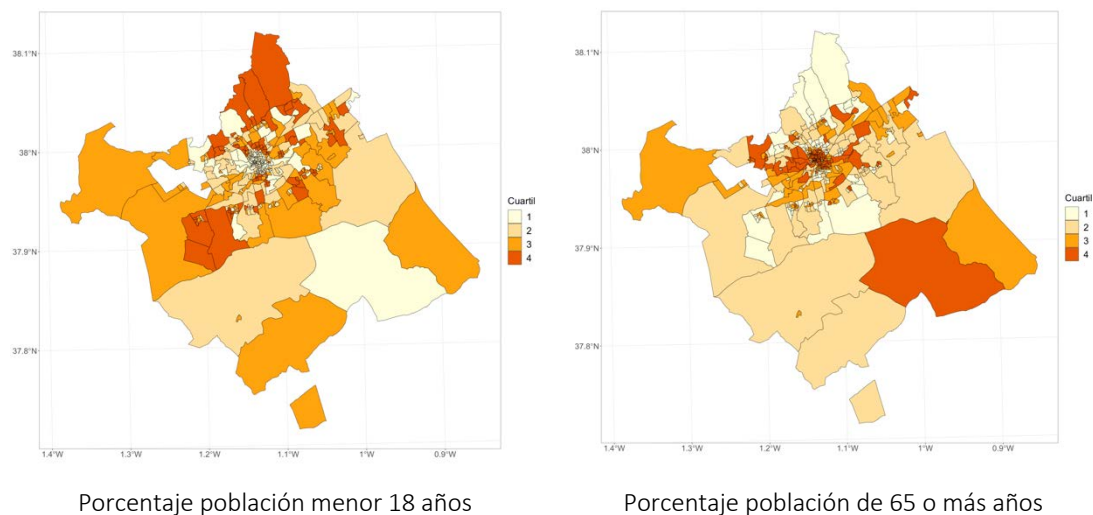 38.1°N
38°N
37.9°N
37.8°N
1.4°W 1.3°W 1.2°W 1.1°W 1°W 0.9°W
Cuartil
1
2
3
4
Porcentaje población menor 18 años
38.1°N
38°N
37.9°N
37.8°N
1.4°W 1.3°W 1.2°W 1.1°W 1°W 0.9°W
Cuartil
1
2
3
4
Porcentaje población de 65 o más años